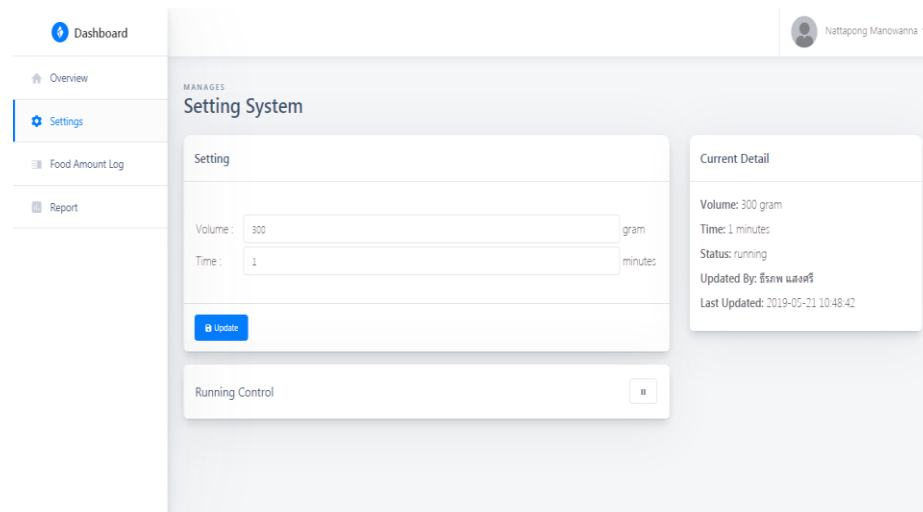 Dashboard
Nattapong Manowanna
Overview
Settings
Food Amount Log
Report
MANAGES
Setting System
Setting
Volume : 300 gram
Time : 1 minutes
Update
Running Control
Current Detail
Volume: 300 gram
Time: 1 minutes
Status: running
Updated By: ธีรภพ แสงศรี
Last Updated: 2019-05-21 10:48:42